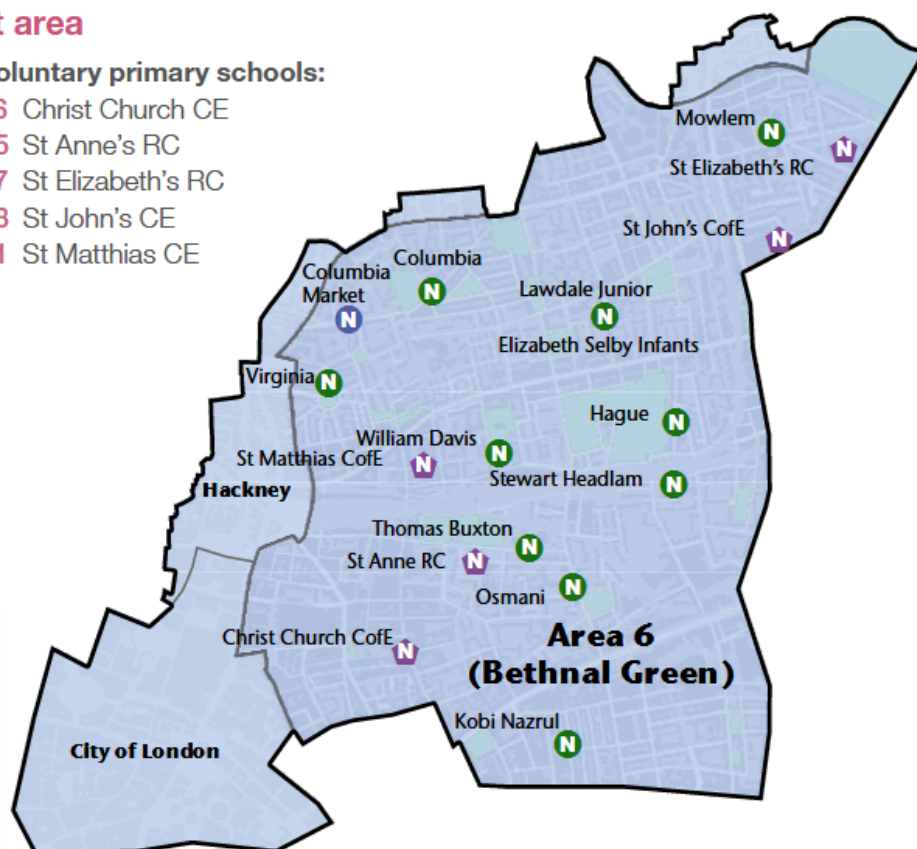 t area
oluntary primary schools:
6 Christ Church CE
5 St Anne's RC
7 St Elizabeth's RC
3 St John's CE
1 St Matthias CE
Mowlem
N
St Elizabeth's RC
N
St John's CofE
N
Columbia
N
Columbia
Market
N
Lawdale Junior
N
Elizabeth Selby Infants
Virginia N
Hague N
William Davis
N
St Matthias CofE
N
Hackney
Stewart Headlam N
Thomas Buxton
N
St Anne RC N
Osmani N
Christ Church CofE
N
Area 6
(Bethnal Green)
Kobi Nazrul
N
City of London